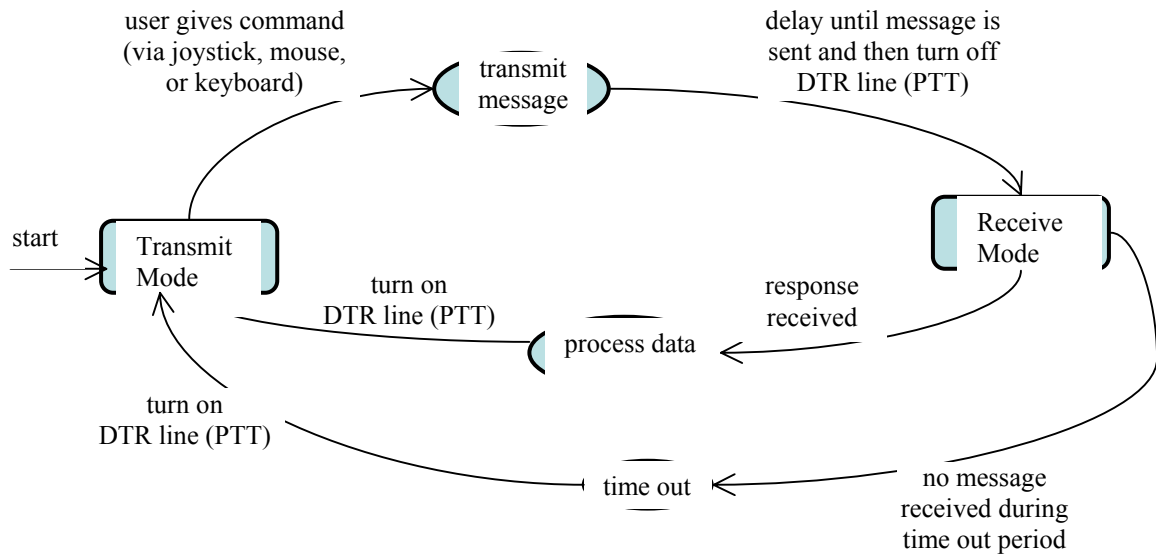 user gives command
(via joystick, mouse,
or keyboard)
transmit
message
delay until message is
sent and then turn off
DTR line (PTT)
start
Transmit
Mode
Receive
Mode
turn on
DTR line (PTT)
response
received
process data
turn on
DTR line (PTT)
time out
no message
received during
time out period